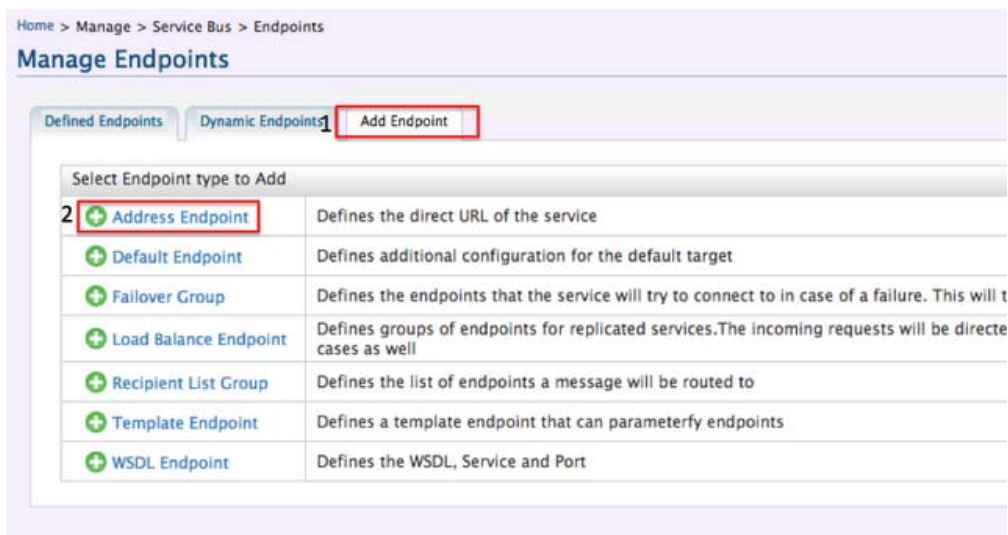 Home > Manage > Service Bus > Endpoints
Manage Endpoints
Defined Endpoints
Dynamic Endpoints
1
Add Endpoint
Select Endpoint type to Add
2
Address Endpoint
Defines the direct URL of the service
Default Endpoint
Defines additional configuration for the default target
Failover Group
Defines the endpoints that the service will try to connect to in case of a failure. This will t
Load Balance Endpoint
Defines groups of endpoints for replicated services.The incoming requests will be directe
cases as well
Recipient List Group
Defines the list of endpoints a message will be routed to
Template Endpoint
Defines a template endpoint that can parameterfy endpoints
WSDL Endpoint
Defines the WSDL, Service and Port